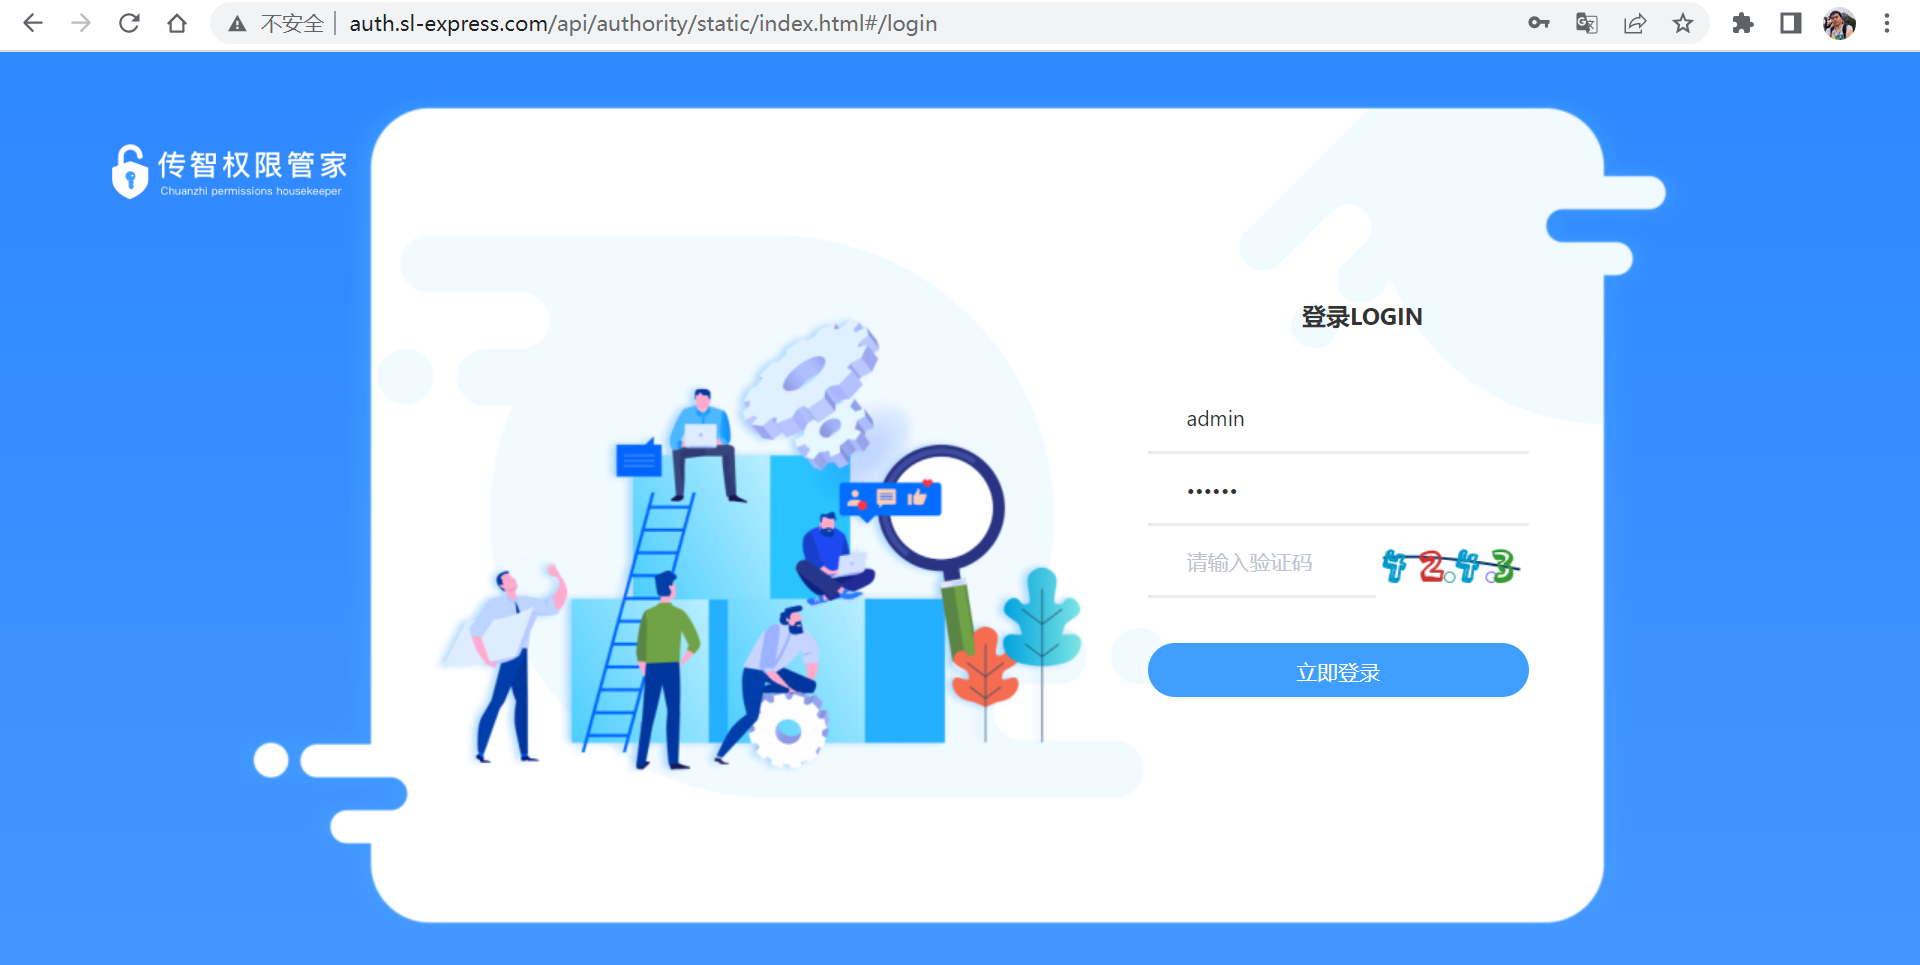 不安全 auth.sl-express.com/api/authority/static/index.html#/login
传智权限管家
Chuanzhi permissions housekeeper
登录LOGIN
admin
••••••
请输入验证码
4243
立即登录